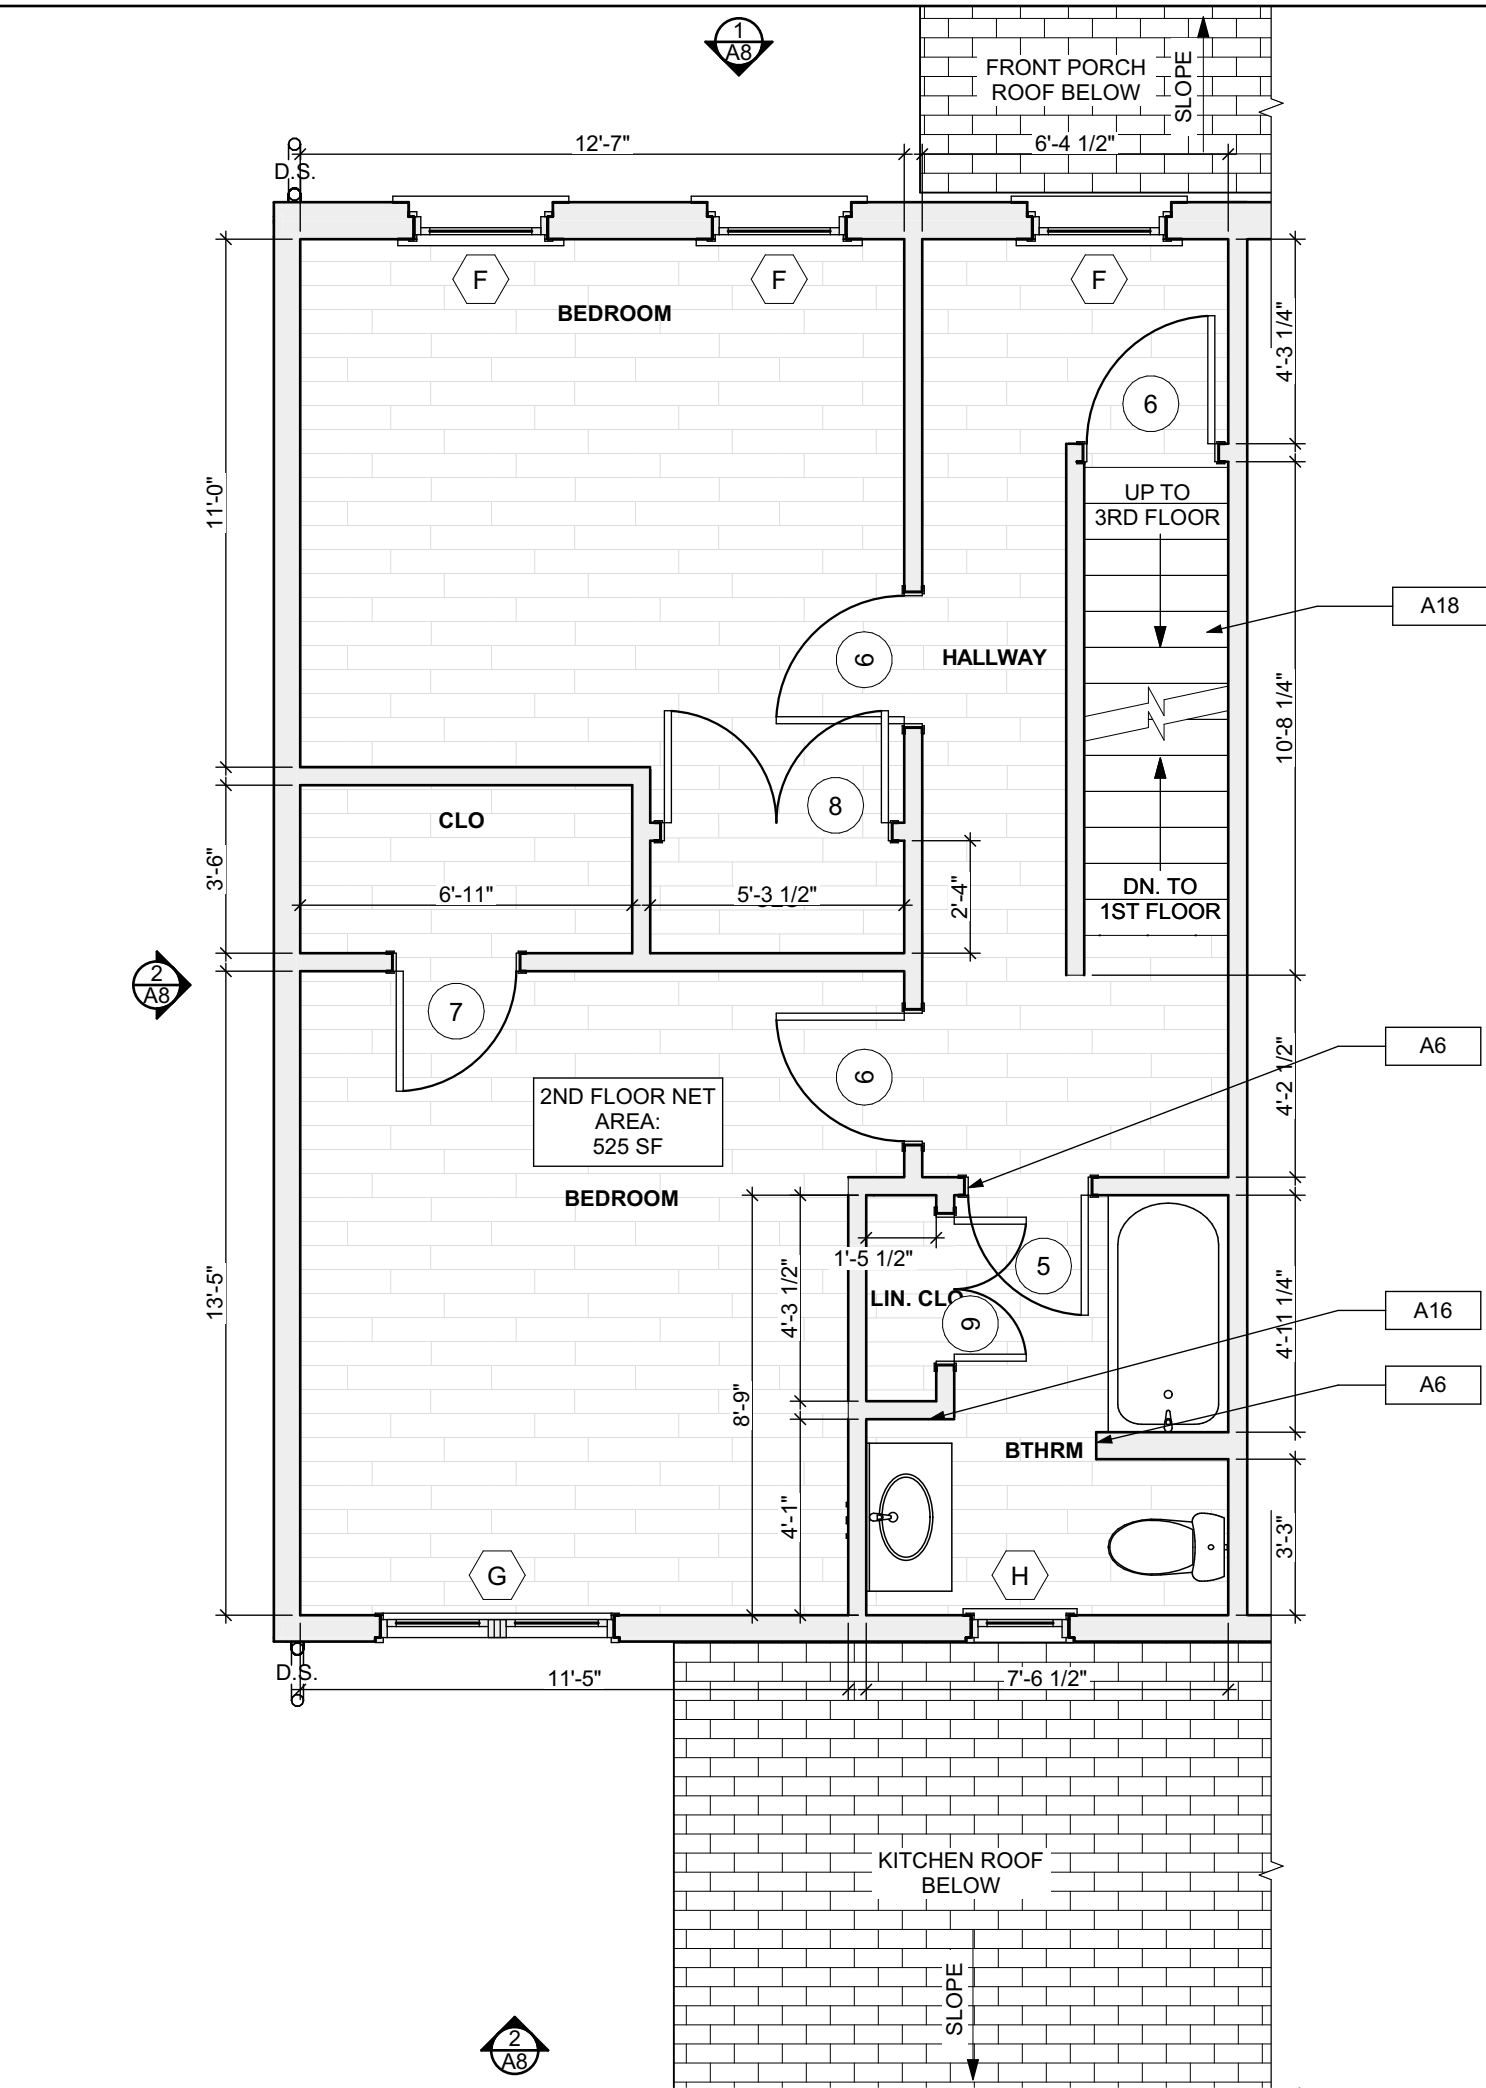 1
A8
FRONT PORCH
ROOF BELOW
SLOPE
12'-7"
6'-4 1/2"
D.S.
F
F
F
BEDROOM
4'-3 1/4"
6
11'-0"
UP TO
3RD FLOOR
A18
6
HALLWAY
10'-8 1/4"
8
CLO
3'-6"
6'-11"
5'-3 1/2"
2'-4"
DN. TO
1ST FLOOR
2
A8
7
6
4'-2 1/2"
A6
2ND FLOOR NET
AREA:
525 SF
BEDROOM
1'-5 1/2"
5
13'-5"
4'-3 1/2"
LIN. CLO
9
4'-11 1/4"
A16
A6
8'-9"
BTHRM
4'-1"
3'-3"
G
H
D.S.
11'-5"
7'-6 1/2"
KITCHEN ROOF
BELOW
SLOPE
2
A8